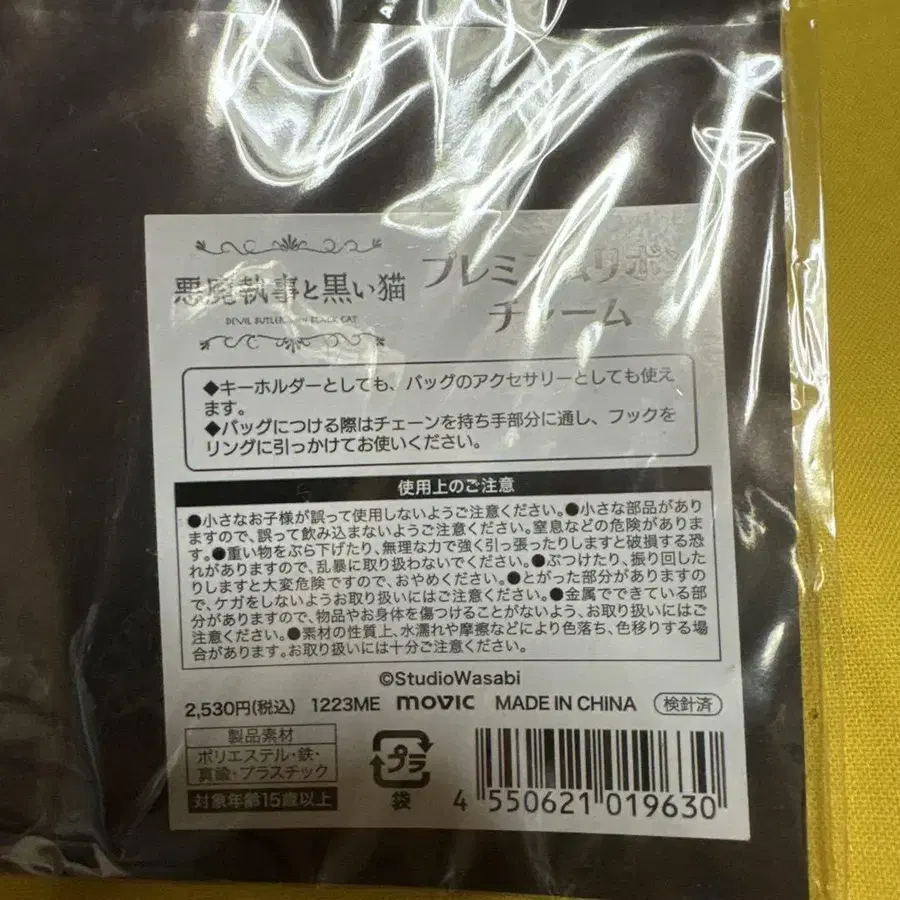 悪魔執事と黒い猫
DEVIL BUTLER WITH BLACK CAT
プレミアムリボン
チャーム
◆キーホルダーとしても、バッグのアクセサリーとしても使え
ます。
◆バッグにつける際はチェーンを持ち手部分に通し、フックを
リングに引っかけてお使いください。
使用上のご注意
●小さなお子様が誤って使用しないようご注意ください。●小さな部品があり
ますので、誤って飲み込まないようご注意ください。窒息などの危険がありま
す。●重い物をぶら下げたり、無理な力で強く引っ張ったりしますと破損する恐
れがありますので、乱暴に取り扱わないでください。●ぶつけたり、振り回した
りしますと大変危険ですので、おやめください。●とがった部分がありますの
で、ケガをしないようお取り扱いにはご注意ください。●金属でできている部
分がありますので、物品やお身体を傷つけることがないよう、お取り扱いにはご
注意ください。●素材の性質上、水濡れや摩擦などにより色落ち、色移りする場
合があります。お取り扱いには十分ご注意ください。
©StudioWasabi
2,530円(税込) 1223ME movic MADE IN CHINA 検針済
製品素材
ポリエステル・鉄・
真鍮・プラスチック
対象年齢15歳以上
プラ
袋
4 550621 019630